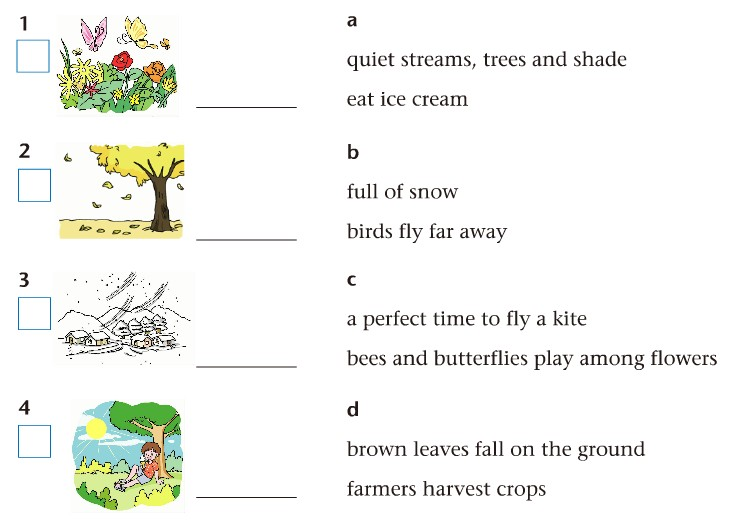 1
a
quiet streams, trees and shade
eat ice cream
2
b
full of snow
birds fly far away
3
c
a perfect time to fly a kite
bees and butterflies play among flowers
4
d
brown leaves fall on the ground
farmers harvest crops